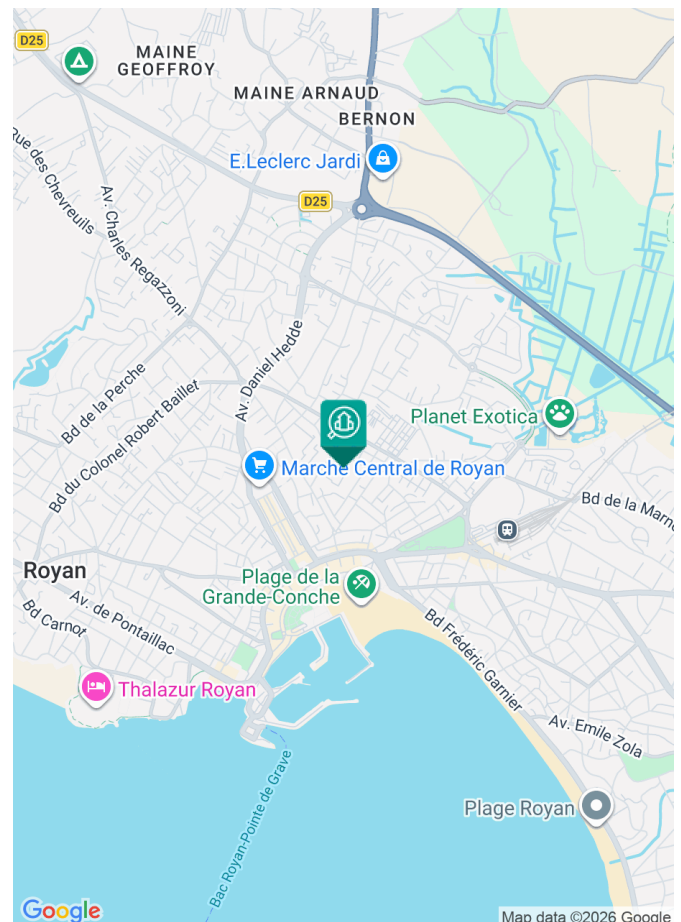 D25
MAINE
GEOFFROY
MAINE ARNAUD
BERNON
E.Leclerc Jardi
D25
Rue des Chevreuils
Av. Charles Regazzoni
Av. Daniel Hedde
Bd de la Perche
Bd du Colonel Robert Baillet
Planet Exotica
Marche Central de Royan
Bd de la Marne
Royan
Plage de la
Grande-Conche
Bd Carnot
Av. de Pontaillac
Bd Frédéric Garnier
Thalazur Royan
Av. Emile Zola
Bac Royan-Pointe de Grave
Plage Royan
Google
Map data ©2026 Google